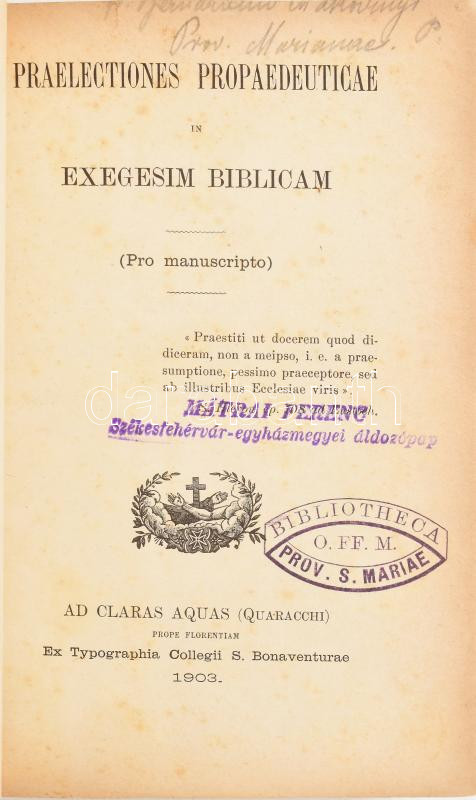 Prov. Marianae. P.
PRAELECTIONES PROPAEDEUTICAE
IN
EXEGESIM BIBLICAM
(Pro manuscripto)
« Praestiti ut docerem quod di-
diceram, non a meipso, i. e. a prae-
sumptione, pessimo praeceptore, sed
ab illustribus Ecclesiae viris ».
MÁTRAI FERENC
Székesfehérvár-egyházmegyei áldozópap
BIBLIOTHECA
O. FF. M.
PROV. S. MARIAE
AD CLARAS AQUAS (QUARACCHI)
PROPE FLORENTIAM
Ex Typographia Collegii S. Bonaventurae
1903.